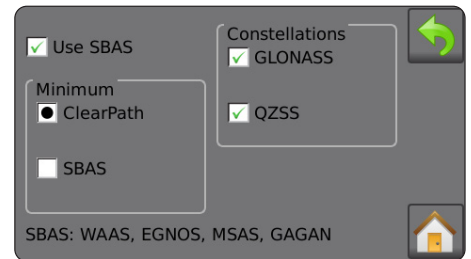 Use SBAS
Minimum
ClearPath
SBAS
Constellations
GLONASS
QZSS
SBAS: WAAS, EGNOS, MSAS, GAGAN